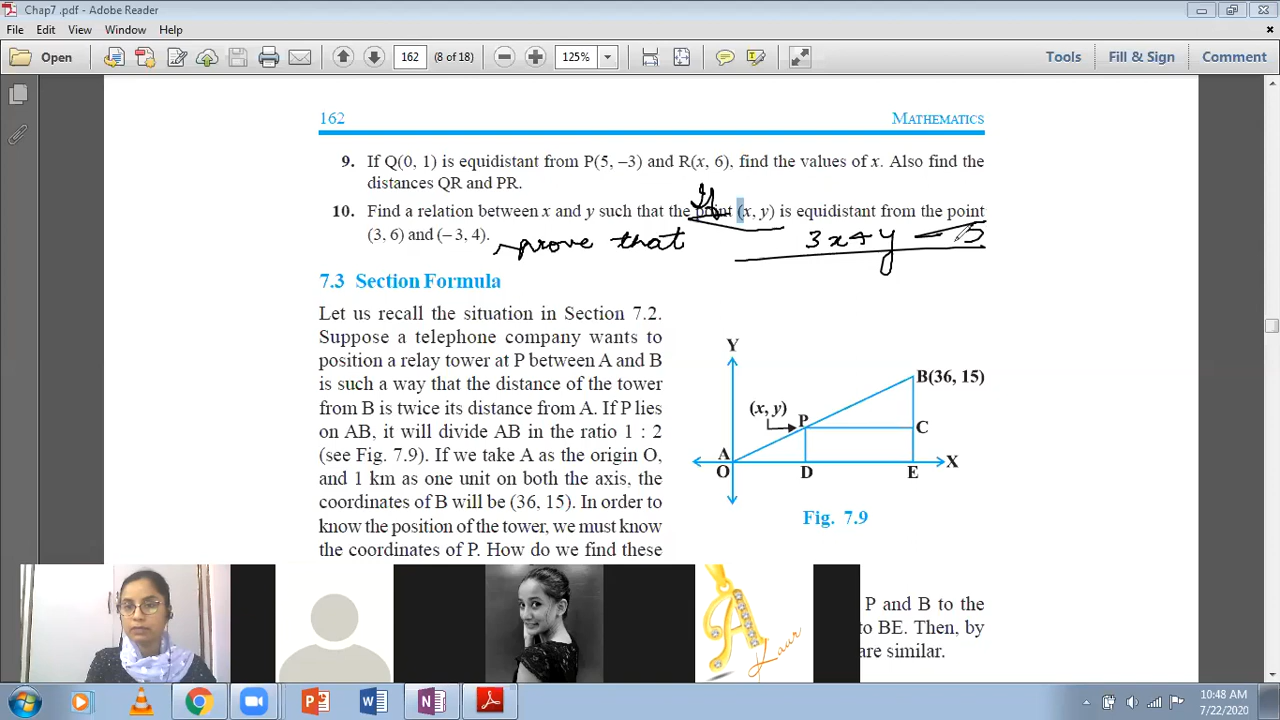 Chap7 .pdf - Adobe Reader
File Edit View Window Help
Open 162 (8 of 18) 125% Tools Fill & Sign Comment
162 MATHEMATICS
9. If Q(0, 1) is equidistant from P(5, –3) and R(x, 6), find the values of x. Also find the
distances QR and PR.
If
10. Find a relation between x and y such that the point (x, y) is equidistant from the point
(3, 6) and (– 3, 4). prove that 3x+y = 5
7.3 Section Formula
Let us recall the situation in Section 7.2.
Suppose a telephone company wants to
position a relay tower at P between A and B
is such a way that the distance of the tower
from B is twice its distance from A. If P lies
on AB, it will divide AB in the ratio 1 : 2
(see Fig. 7.9). If we take A as the origin O,
and 1 km as one unit on both the axis, the
coordinates of B will be (36, 15). In order to
know the position of the tower, we must know
the coordinates of P. How do we find these
Y
B(36, 15)
(x, y)
P
C
A
O
D
E
X
Fig. 7.9
P and B to the
to BE. Then, by
are similar.
A
Kaur
10:48 AM
7/22/2020